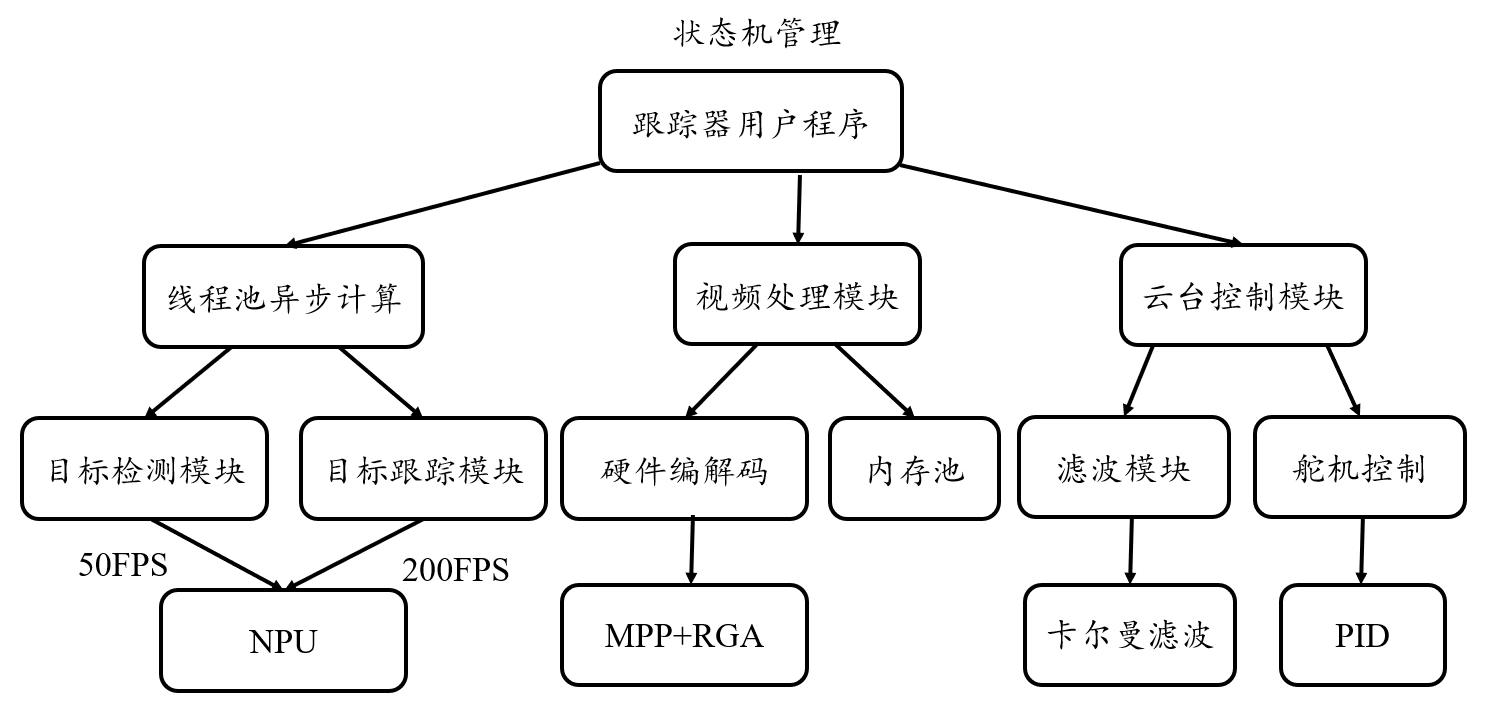 状态机管理
跟踪器用户程序
线程池异步计算
视频处理模块
云台控制模块
目标检测模块
目标跟踪模块
硬件编解码
内存池
滤波模块
舵机控制
50FPS
200FPS
NPU
MPP+RGA
卡尔曼滤波
PID